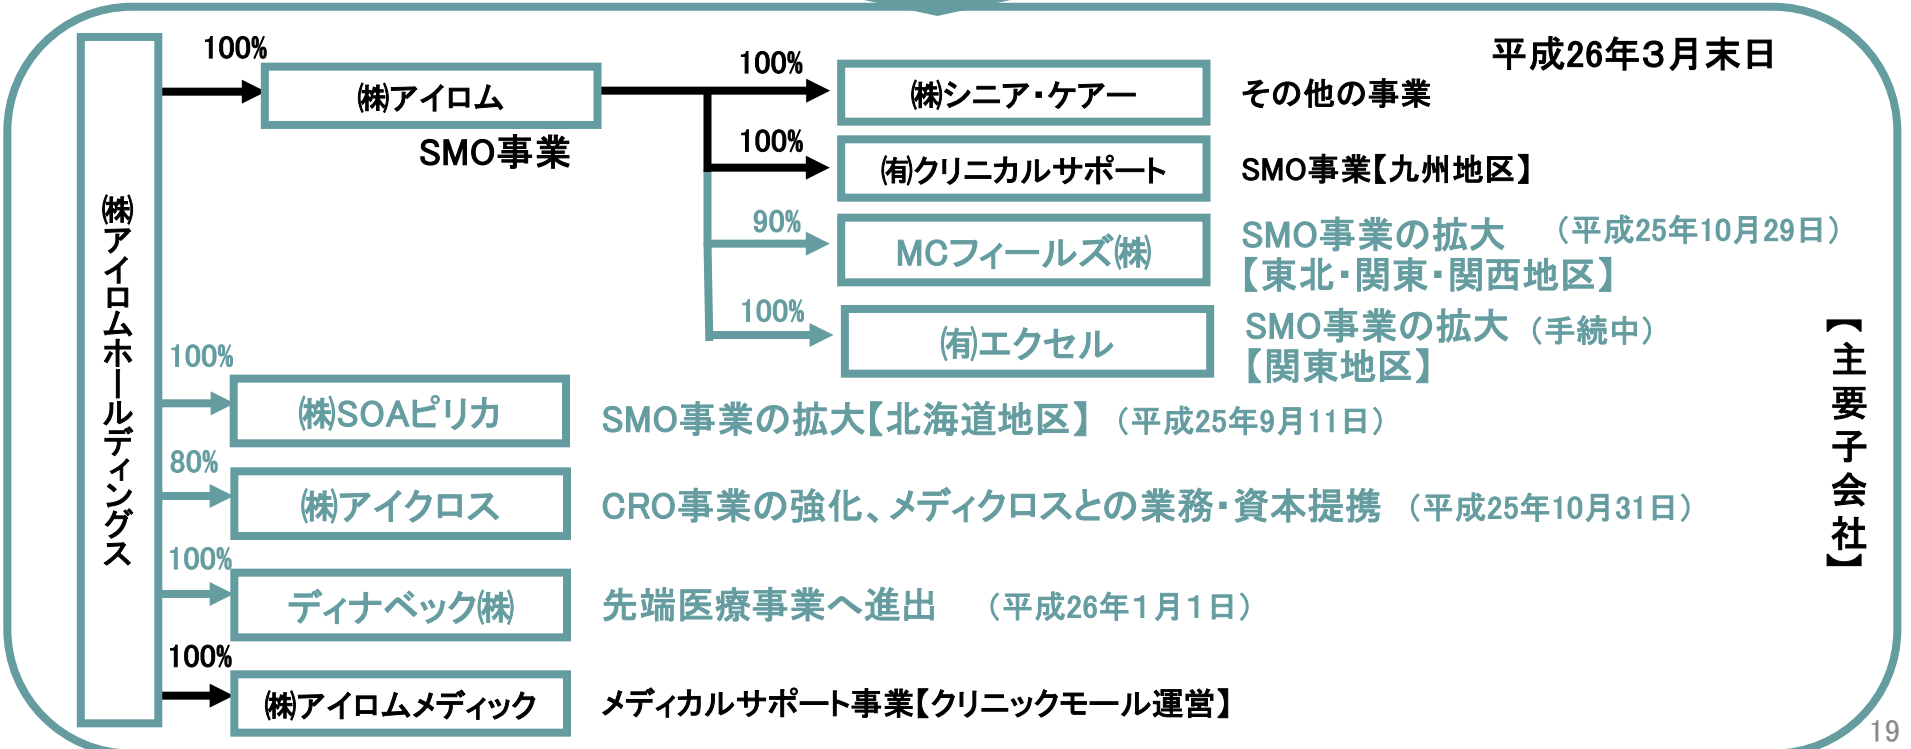 平成26年3月末日
㈱アイロムホールディングス
100%
㈱アイロム
SMO事業
100%
㈱シニア・ケアー
その他の事業
100%
㈲クリニカルサポート
SMO事業【九州地区】
90%
MCフィールズ㈱
SMO事業の拡大 （平成25年10月29日）
【東北・関東・関西地区】
100%
㈲エクセル
SMO事業の拡大 （手続中）
【関東地区】
100%
㈱SOAピリカ
SMO事業の拡大【北海道地区】 （平成25年9月11日）
80%
㈱アイクロス
CRO事業の強化、メディクロスとの業務・資本提携 （平成25年10月31日）
100%
ディナベック㈱
先端医療事業へ進出 （平成26年１月１日）
100%
㈱アイロムメディック
メディカルサポート事業【クリニックモール運営】
【主要子会社】
19